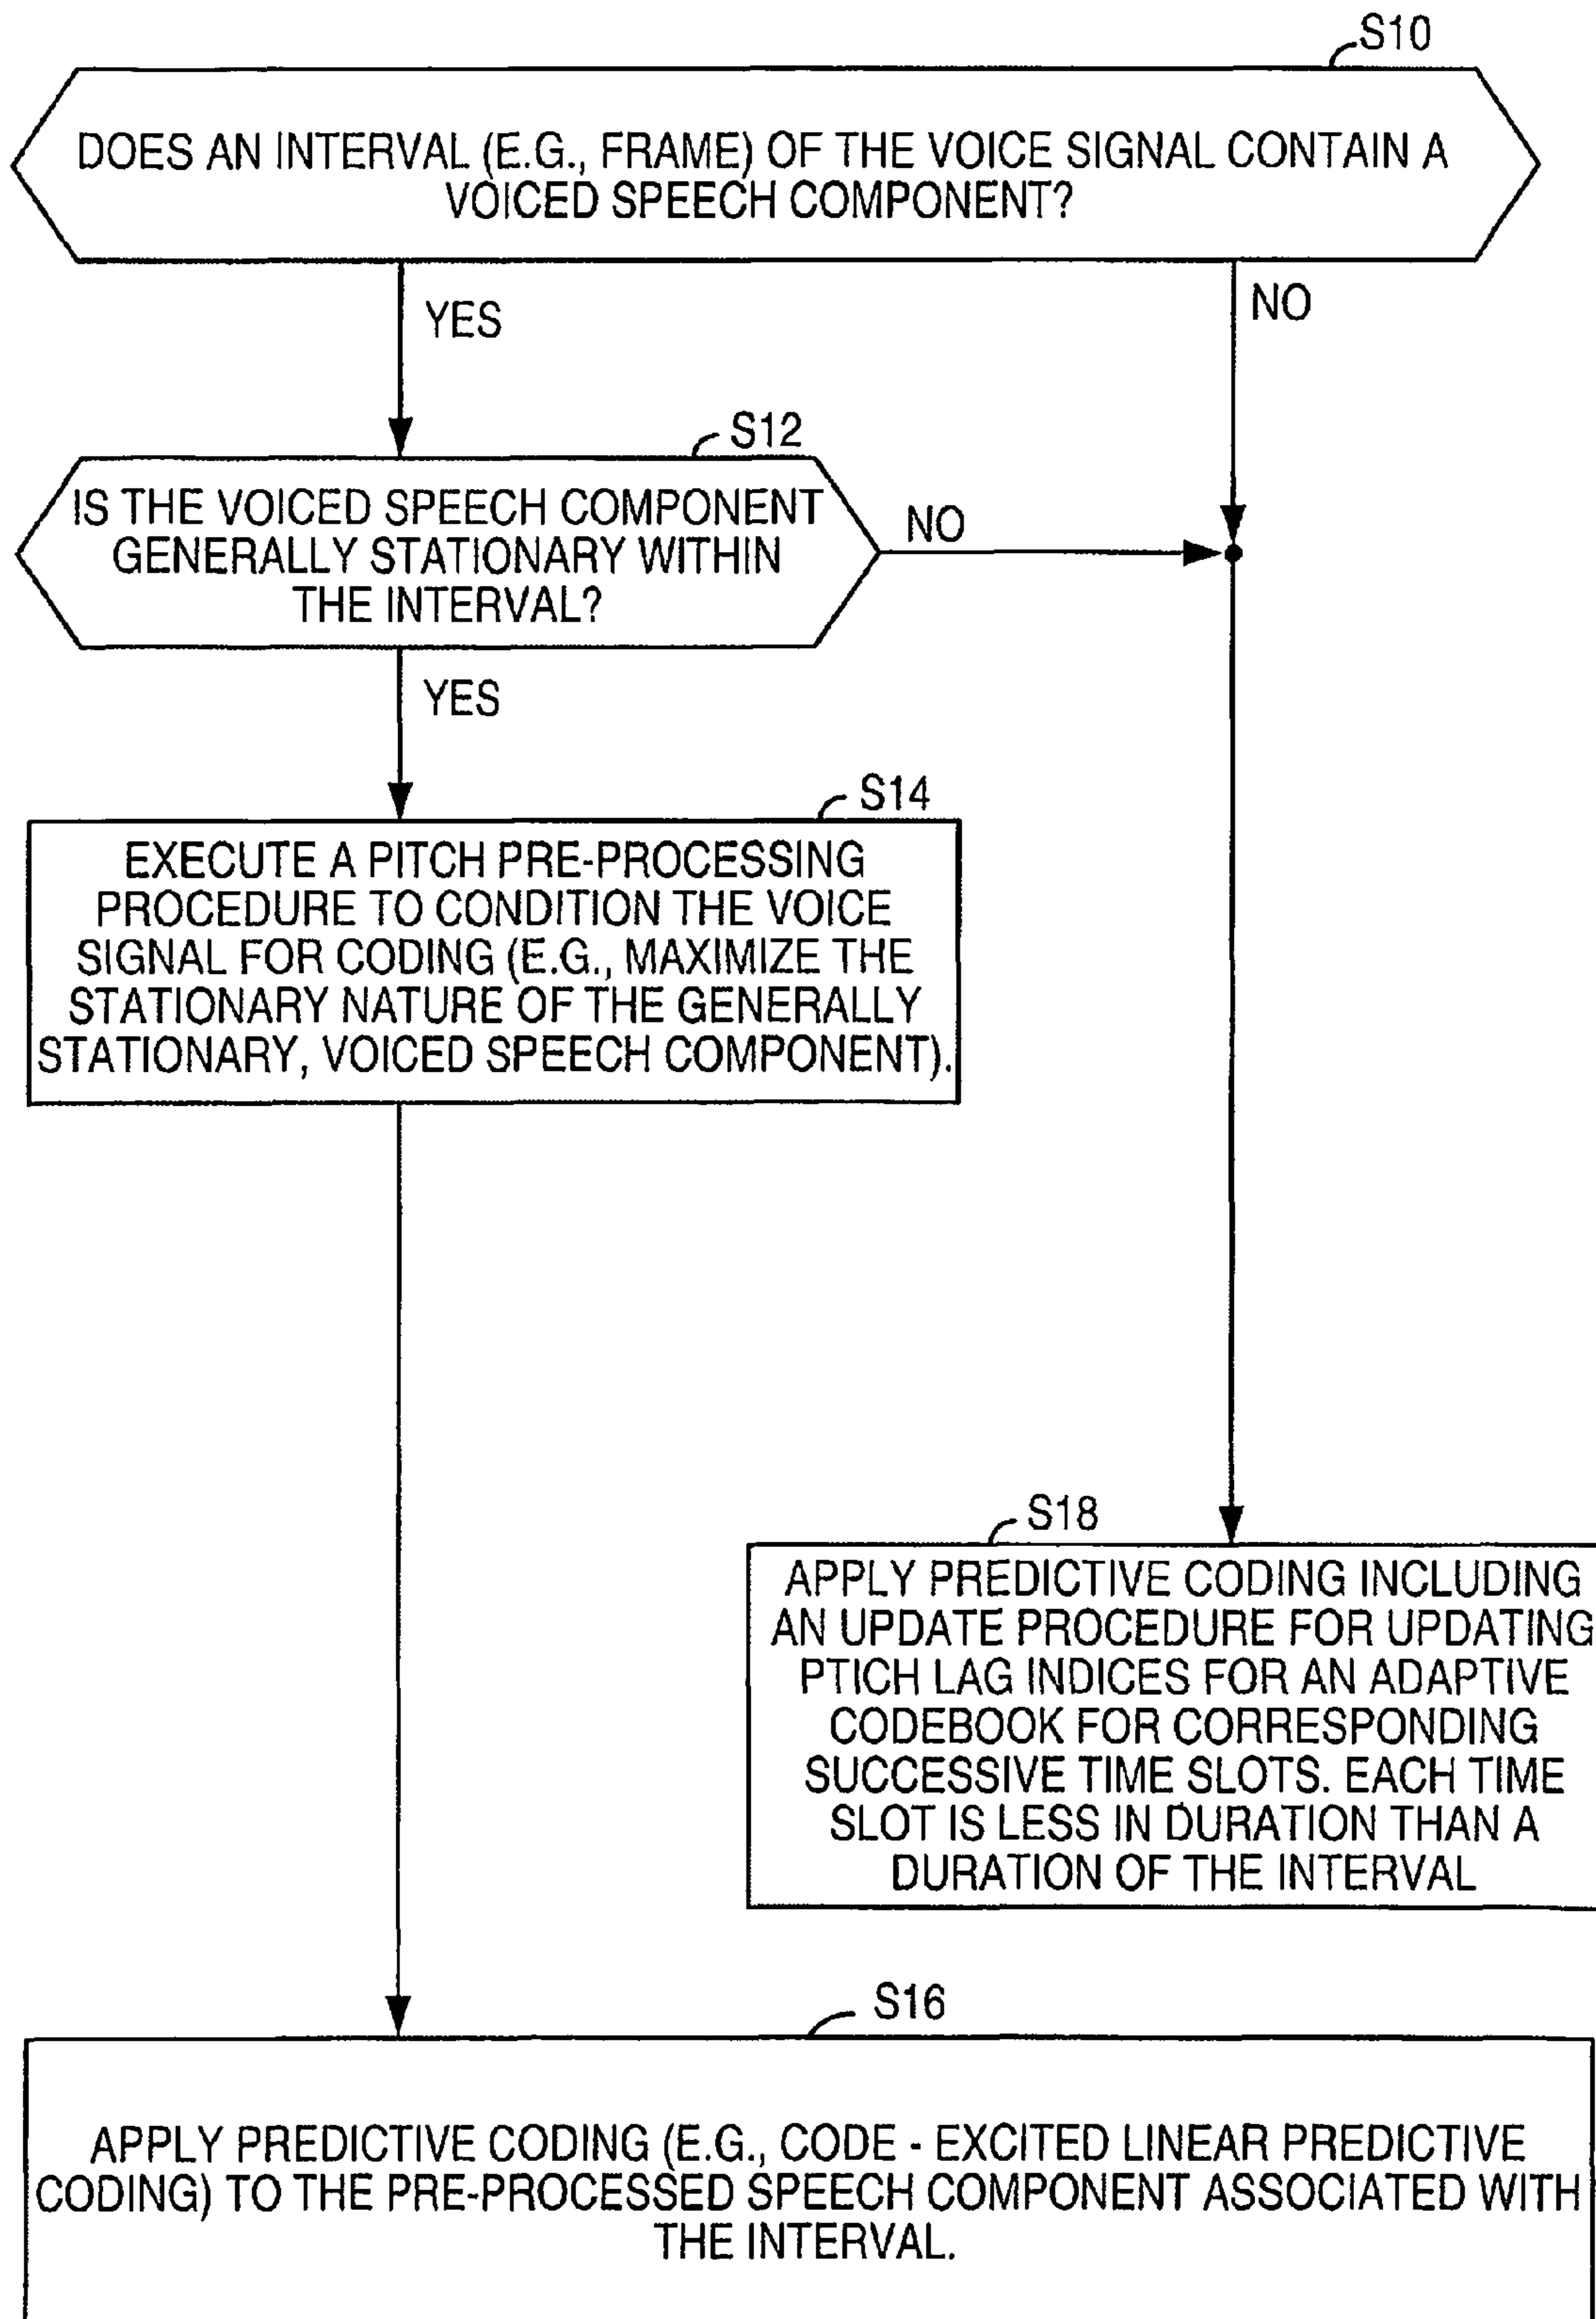 S10
DOES AN INTERVAL (E.G., FRAME) OF THE VOICE SIGNAL CONTAIN A
VOICED SPEECH COMPONENT?
YES
NO
S12
IS THE VOICED SPEECH COMPONENT
GENERALLY STATIONARY WITHIN
THE INTERVAL?
NO
YES
S14
EXECUTE A PITCH PRE-PROCESSING
PROCEDURE TO CONDITION THE VOICE
SIGNAL FOR CODING (E.G., MAXIMIZE THE
STATIONARY NATURE OF THE GENERALLY
STATIONARY, VOICED SPEECH COMPONENT).
S18
APPLY PREDICTIVE CODING INCLUDING
AN UPDATE PROCEDURE FOR UPDATING
PTICH LAG INDICES FOR AN ADAPTIVE
CODEBOOK FOR CORRESPONDING
SUCCESSIVE TIME SLOTS. EACH TIME
SLOT IS LESS IN DURATION THAN A
DURATION OF THE INTERVAL
S16
APPLY PREDICTIVE CODING (E.G., CODE - EXCITED LINEAR PREDICTIVE
CODING) TO THE PRE-PROCESSED SPEECH COMPONENT ASSOCIATED WITH
THE INTERVAL.